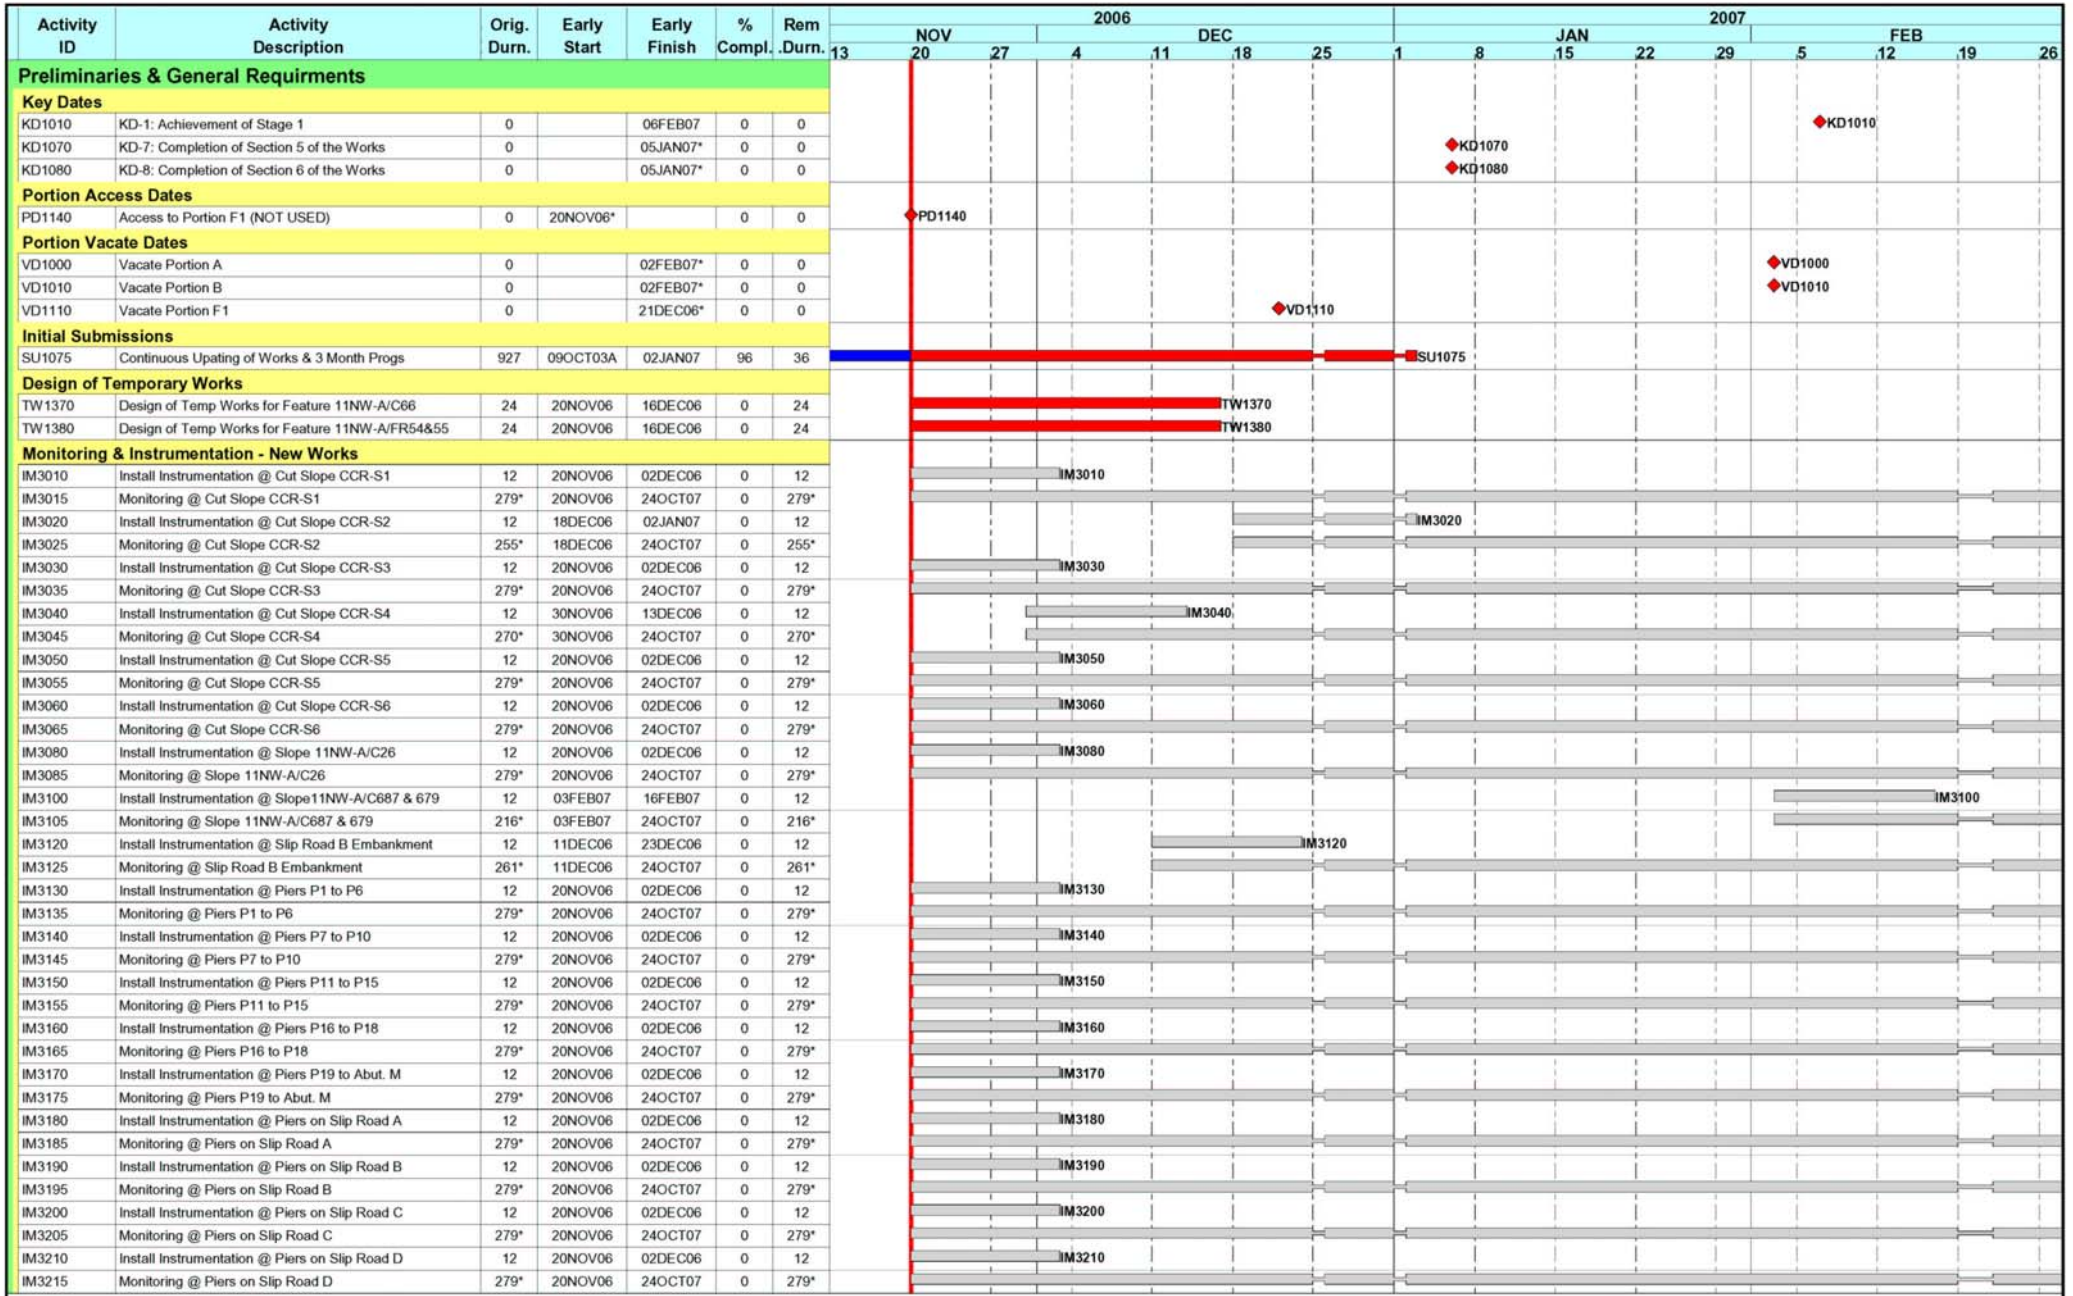 Activity ID Activity Description Orig. Durn. Early Start Early Finish % Compl. Rem .Durn. 2006 2007
NOV DEC JAN FEB
13 20 27 4 11 18 25 1 8 15 22 29 5 12 19 26
Preliminaries & General Requirments
Key Dates
KD1010 KD-1: Achievement of Stage 1 0 06FEB07 0 0 KD1010
KD1070 KD-7: Completion of Section 5 of the Works 0 05JAN07* 0 0 KD1070
KD1080 KD-8: Completion of Section 6 of the Works 0 05JAN07* 0 0 KD1080
Portion Access Dates
PD1140 Access to Portion F1 (NOT USED) 0 20NOV06* 0 0 PD1140
Portion Vacate Dates
VD1000 Vacate Portion A 0 02FEB07* 0 0 VD1000
VD1010 Vacate Portion B 0 02FEB07* 0 0 VD1010
VD1110 Vacate Portion F1 0 21DEC06* 0 0 VD1110
Initial Submissions
SU1075 Continuous Upating of Works & 3 Month Progs 927 09OCT03A 02JAN07 96 36 SU1075
Design of Temporary Works
TW1370 Design of Temp Works for Feature 11NW-A/C66 24 20NOV06 16DEC06 0 24 TW1370
TW1380 Design of Temp Works for Feature 11NW-A/FR54&55 24 20NOV06 16DEC06 0 24 TW1380
Monitoring & Instrumentation - New Works
IM3010 Install Instrumentation @ Cut Slope CCR-S1 12 20NOV06 02DEC06 0 12 IM3010
IM3015 Monitoring @ Cut Slope CCR-S1 279* 20NOV06 24OCT07 0 279*
IM3020 Install Instrumentation @ Cut Slope CCR-S2 12 18DEC06 02JAN07 0 12 IM3020
IM3025 Monitoring @ Cut Slope CCR-S2 255* 18DEC06 24OCT07 0 255*
IM3030 Install Instrumentation @ Cut Slope CCR-S3 12 20NOV06 02DEC06 0 12 IM3030
IM3035 Monitoring @ Cut Slope CCR-S3 279* 20NOV06 24OCT07 0 279*
IM3040 Install Instrumentation @ Cut Slope CCR-S4 12 30NOV06 13DEC06 0 12 IM3040
IM3045 Monitoring @ Cut Slope CCR-S4 270* 30NOV06 24OCT07 0 270*
IM3050 Install Instrumentation @ Cut Slope CCR-S5 12 20NOV06 02DEC06 0 12 IM3050
IM3055 Monitoring @ Cut Slope CCR-S5 279* 20NOV06 24OCT07 0 279*
IM3060 Install Instrumentation @ Cut Slope CCR-S6 12 20NOV06 02DEC06 0 12 IM3060
IM3065 Monitoring @ Cut Slope CCR-S6 279* 20NOV06 24OCT07 0 279*
IM3080 Install Instrumentation @ Slope 11NW-A/C26 12 20NOV06 02DEC06 0 12 IM3080
IM3085 Monitoring @ Slope 11NW-A/C26 279* 20NOV06 24OCT07 0 279*
IM3100 Install Instrumentation @ Slope11NW-A/C687 & 679 12 03FEB07 16FEB07 0 12 IM3100
IM3105 Monitoring @ Slope 11NW-A/C687 & 679 216* 03FEB07 24OCT07 0 216*
IM3120 Install Instrumentation @ Slip Road B Embankment 12 11DEC06 23DEC06 0 12 IM3120
IM3125 Monitoring @ Slip Road B Embankment 261* 11DEC06 24OCT07 0 261*
IM3130 Install Instrumentation @ Piers P1 to P6 12 20NOV06 02DEC06 0 12 IM3130
IM3135 Monitoring @ Piers P1 to P6 279* 20NOV06 24OCT07 0 279*
IM3140 Install Instrumentation @ Piers P7 to P10 12 20NOV06 02DEC06 0 12 IM3140
IM3145 Monitoring @ Piers P7 to P10 279* 20NOV06 24OCT07 0 279*
IM3150 Install Instrumentation @ Piers P11 to P15 12 20NOV06 02DEC06 0 12 IM3150
IM3155 Monitoring @ Piers P11 to P15 279* 20NOV06 24OCT07 0 279*
IM3160 Install Instrumentation @ Piers P16 to P18 12 20NOV06 02DEC06 0 12 IM3160
IM3165 Monitoring @ Piers P16 to P18 279* 20NOV06 24OCT07 0 279*
IM3170 Install Instrumentation @ Piers P19 to Abut. M 12 20NOV06 02DEC06 0 12 IM3170
IM3175 Monitoring @ Piers P19 to Abut. M 279* 20NOV06 24OCT07 0 279*
IM3180 Install Instrumentation @ Piers on Slip Road A 12 20NOV06 02DEC06 0 12 IM3180
IM3185 Monitoring @ Piers on Slip Road A 279* 20NOV06 24OCT07 0 279*
IM3190 Install Instrumentation @ Piers on Slip Road B 12 20NOV06 02DEC06 0 12 IM3190
IM3195 Monitoring @ Piers on Slip Road B 279* 20NOV06 24OCT07 0 279*
IM3200 Install Instrumentation @ Piers on Slip Road C 12 20NOV06 02DEC06 0 12 IM3200
IM3205 Monitoring @ Piers on Slip Road C 279* 20NOV06 24OCT07 0 279*
IM3210 Install Instrumentation @ Piers on Slip Road D 12 20NOV06 02DEC06 0 12 IM3210
IM3215 Monitoring @ Piers on Slip Road D 279* 20NOV06 24OCT07 0 279*